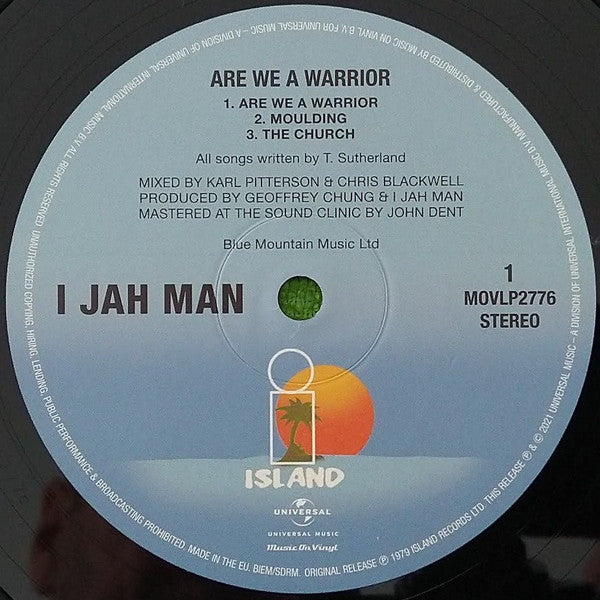 ARE WE A WARRIOR
1. ARE WE A WARRIOR
2. MOULDING
3. THE CHURCH
All songs written by T. Sutherland
MIXED BY KARL PITTERSON & CHRIS BLACKWELL
PRODUCED BY GEOFFREY CHUNG & I JAH MAN
MASTERED AT THE SOUND CLINIC BY JOHN DENT
Blue Mountain Music Ltd
I JAH MAN
1
MOVLP2776
STEREO
i
ISLAND
UNIVERSAL
UNIVERSAL MUSIC
Music On Vinyl
MANUFACTURED & DISTRIBUTED BY MUSIC ON VINYL B.V. FOR UNIVERSAL MUSIC – A DIVISION OF UNIVERSAL INTERNATIONAL MUSIC B.V. ALL RIGHTS RESERVED. UNAUTHORIZED COPYING, HIRING, LENDING, PUBLIC PERFORMANCE & BROADCASTING PROHIBITED. MADE IN THE EU. BIEM/SDRM. ORIGINAL RELEASE ℗ 1979 ISLAND RECORDS LTD. THIS RELEASE ℗ & © 2021 UNIVERSAL MUSIC – A DIVISION OF UNIVERSAL INTERNATIONAL MUSIC B.V.